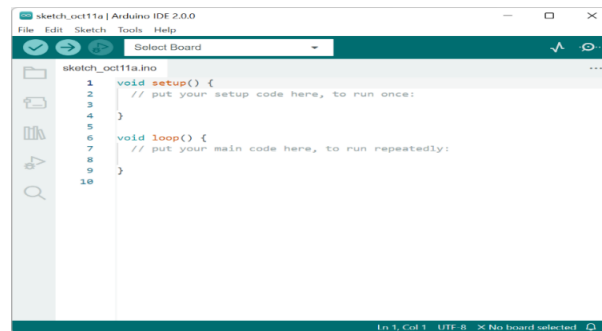 sketch_oct11a | Arduino IDE 2.0.0
File Edit Sketch Tools Help
Select Board
sketch_oct11a.ino
1 void setup() {
2 // put your setup code here, to run once:
3
4 }
5
6 void loop() {
7 // put your main code here, to run repeatedly:
8
9 }
10
Ln 1, Col 1 UTF-8 × No board selected